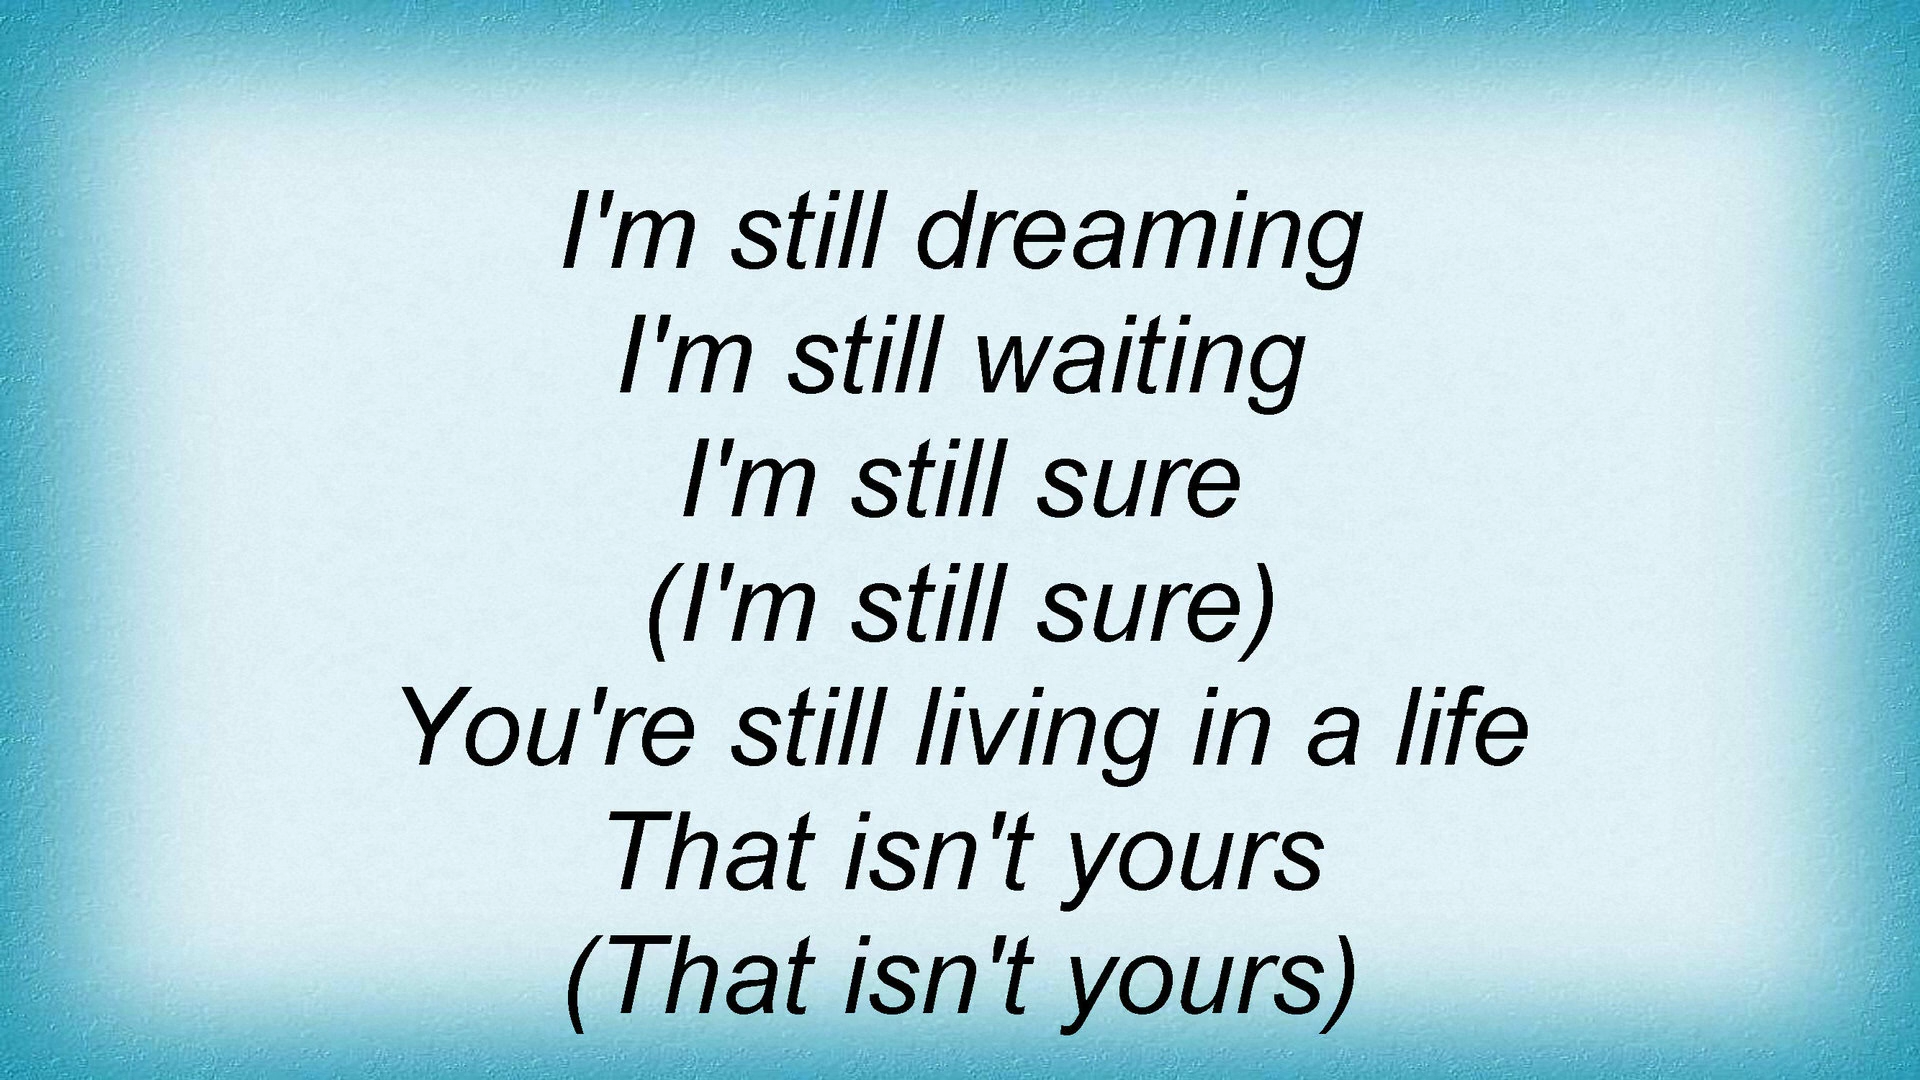 I'm still dreaming
I'm still waiting
I'm still sure
(I'm still sure)
You're still living in a life
That isn't yours
(That isn't yours)